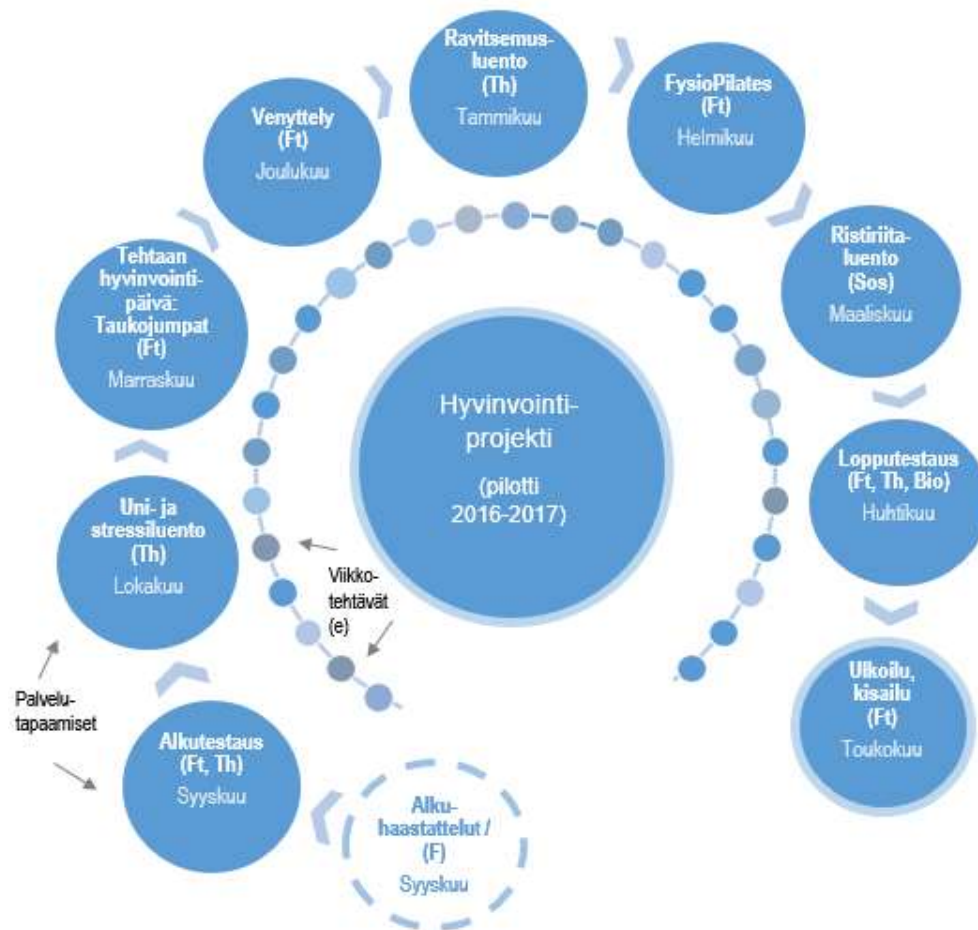 Ravitsemus-
luento
(Th)
Tammikuu
Venyttely
(Ft)
Joulukuu
FysioPilates
(Ft)
Helmikuu
Tehtaan
hyvinvointi-
päivä:
Taukojumpat
(Ft)
Marraskuu
Ristiriita-
luento
(Sos)
Maaliskuu
Hyvinvointi-
projekti
(pilotti
2016-2017)
Uni- ja
stressiluento
(Th)
Lokakuu
Lopputestaus
(Ft, Th, Bio)
Huhtikuu
Viikko-
tehtävät
(e)
Palvelu-
tapaamiset
Alkutestaus
(Ft, Th)
Syyskuu
Ulkoilu,
kisailu
(Ft)
Toukokuu
Alku-
haastattelut /
(F)
Syyskuu